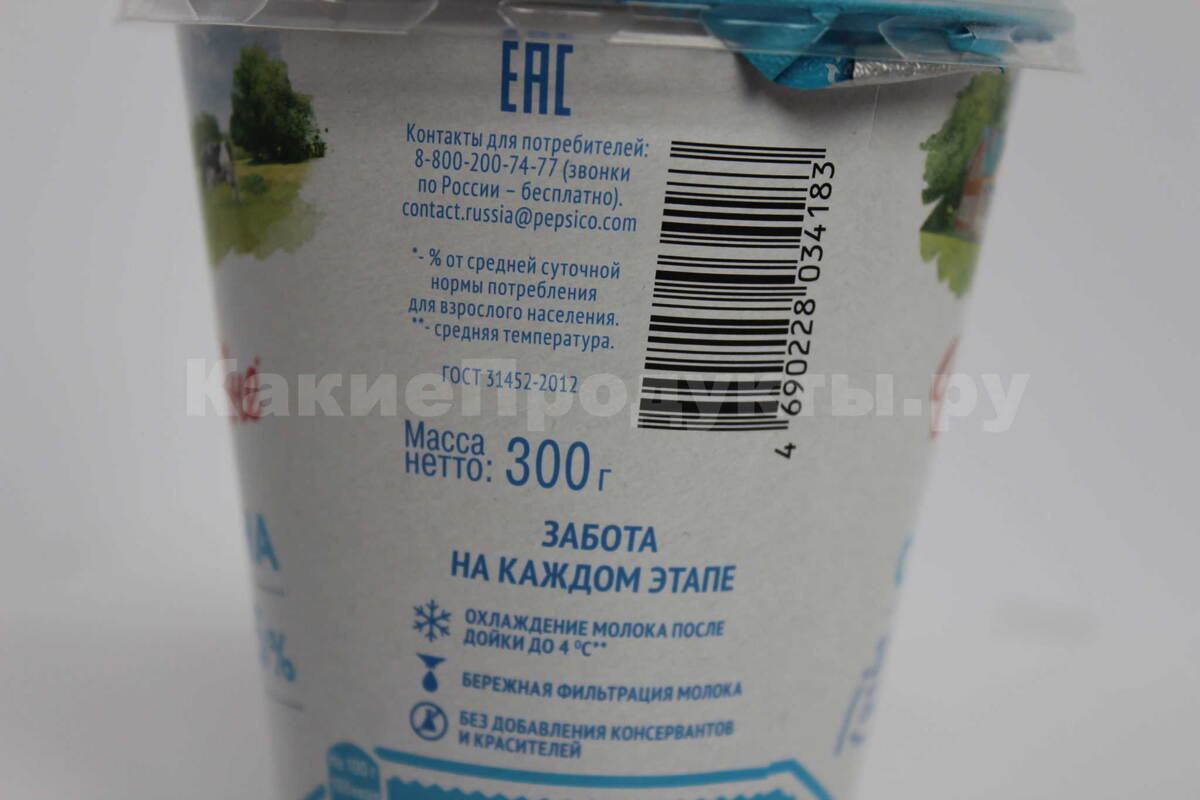 EAC
Контакты для потребителей:
8-800-200-74-77 (звонки
по России – бесплатно).
contact.russia@pepsico.com
*- % от средней суточной
нормы потребления
для взрослого населения.
**- средняя температура.
ГОСТ 31452-2012
4 690228 034183
КакиеПродукты.ру
Масса
нетто: 300 г
ЗАБОТА
НА КАЖДОМ ЭТАПЕ
ОХЛАЖДЕНИЕ МОЛОКА ПОСЛЕ
ДОЙКИ ДО 4 °С**
БЕРЕЖНАЯ ФИЛЬТРАЦИЯ МОЛОКА
БЕЗ ДОБАВЛЕНИЯ КОНСЕРВАНТОВ
И КРАСИТЕЛЕЙ